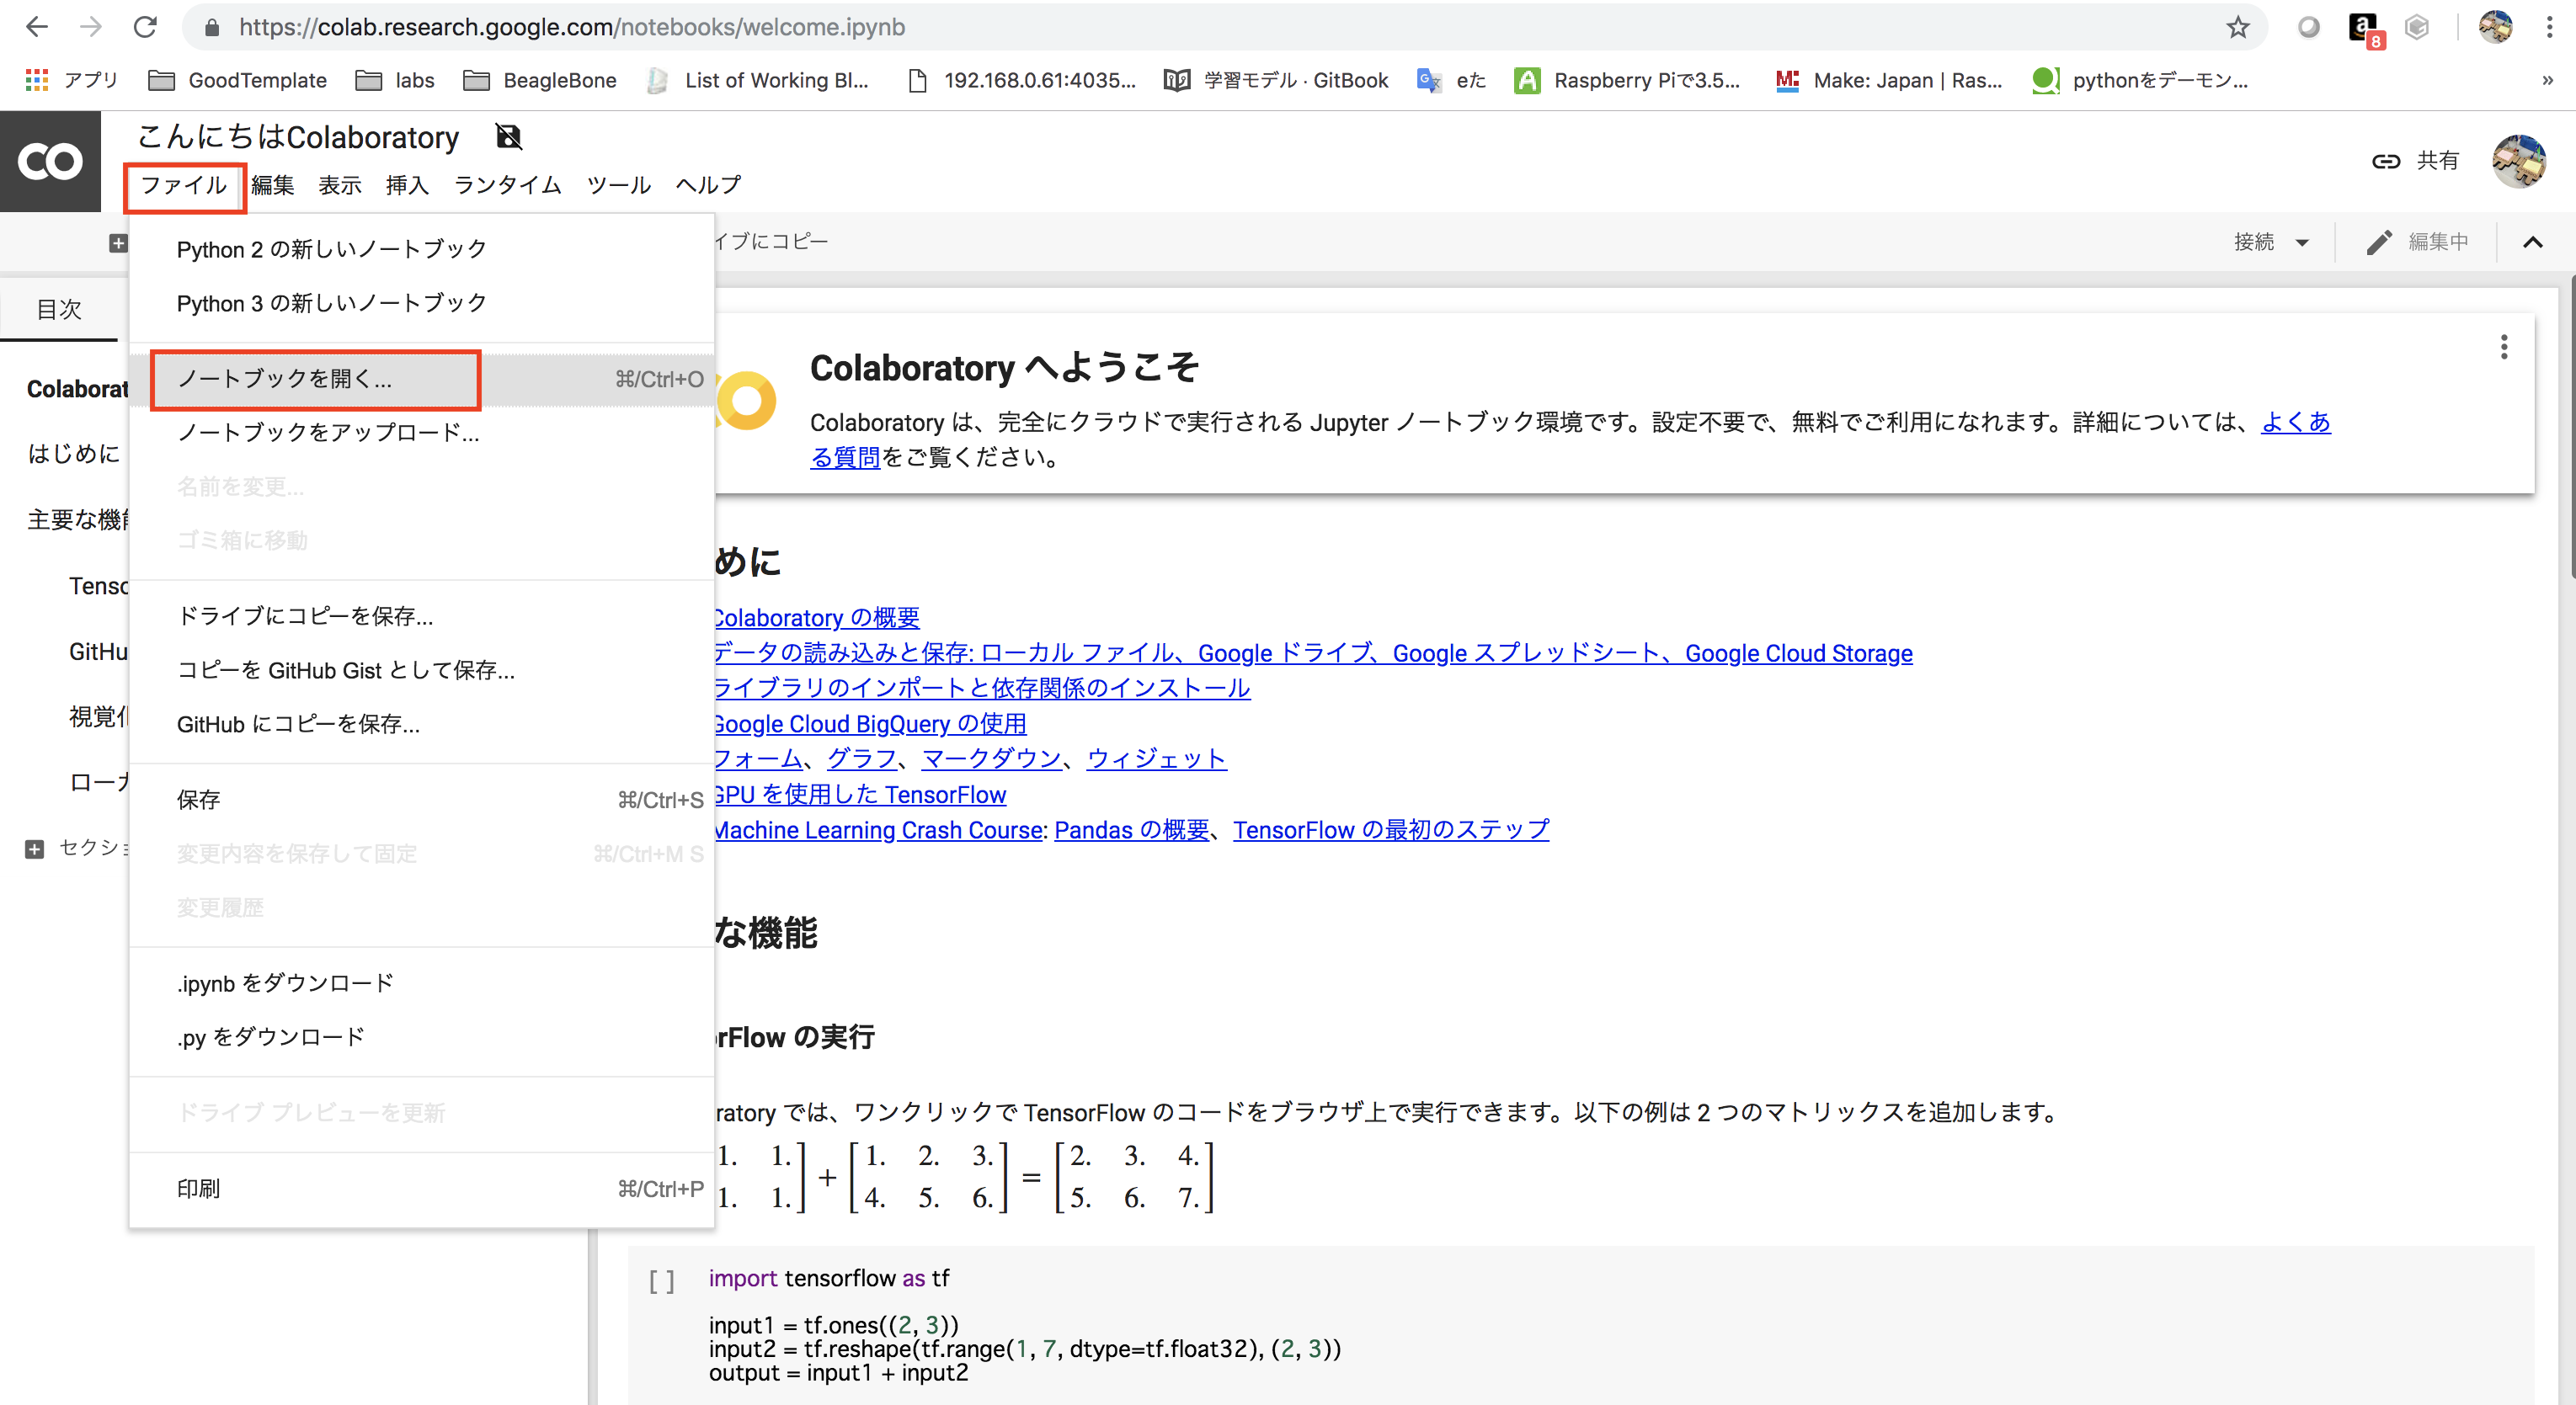 https://colab.research.google.com/notebooks/welcome.ipynb
8
アプリ GoodTemplate labs BeagleBone List of Working Bl... 192.168.0.61:4035... 学習モデル · GitBook eた Raspberry Piで3.5... Make: Japan | Ras... pythonをデーモン... »
CO
こんにちはColaboratory
共有
ファイル 編集 表示 挿入 ランタイム ツール ヘルプ
イブにコピー
接続 編集中
目次
Colaborat
はじめに
主要な機能
Tenso
GitHu
視覚化
ローカ
セクショ
Python 2 の新しいノートブック
Python 3 の新しいノートブック
ノートブックを開く... ⌘/Ctrl+O
ノートブックをアップロード...
名前を変更...
ゴミ箱に移動
ドライブにコピーを保存...
コピーを GitHub Gist として保存...
GitHub にコピーを保存...
保存 ⌘/Ctrl+S
変更内容を保存して固定 ⌘/Ctrl+M S
変更履歴
.ipynb をダウンロード
.py をダウンロード
ドライブ プレビューを更新
印刷 ⌘/Ctrl+P
Colaboratory へようこそ
Colaboratory は、完全にクラウドで実行される Jupyter ノートブック環境です。設定不要で、無料でご利用になれます。詳細については、よくあ
る質問をご覧ください。
めに
Colaboratory の概要
データの読み込みと保存: ローカル ファイル、Google ドライブ、Google スプレッドシート、Google Cloud Storage
ライブラリのインポートと依存関係のインストール
Google Cloud BigQuery の使用
フォーム、グラフ、マークダウン、ウィジェット
GPU を使用した TensorFlow
Machine Learning Crash Course: Pandas の概要、TensorFlow の最初のステップ
な機能
orFlow の実行
ratory では、ワンクリックで TensorFlow のコードをブラウザ上で実行できます。以下の例は 2 つのマトリックスを追加します。
1. 1.] + [1. 2. 3.] = [2. 3. 4.]
1. 1.] [4. 5. 6.] [5. 6. 7.]
[ ] import tensorflow as tf
input1 = tf.ones((2, 3))
input2 = tf.reshape(tf.range(1, 7, dtype=tf.float32), (2, 3))
output = input1 + input2